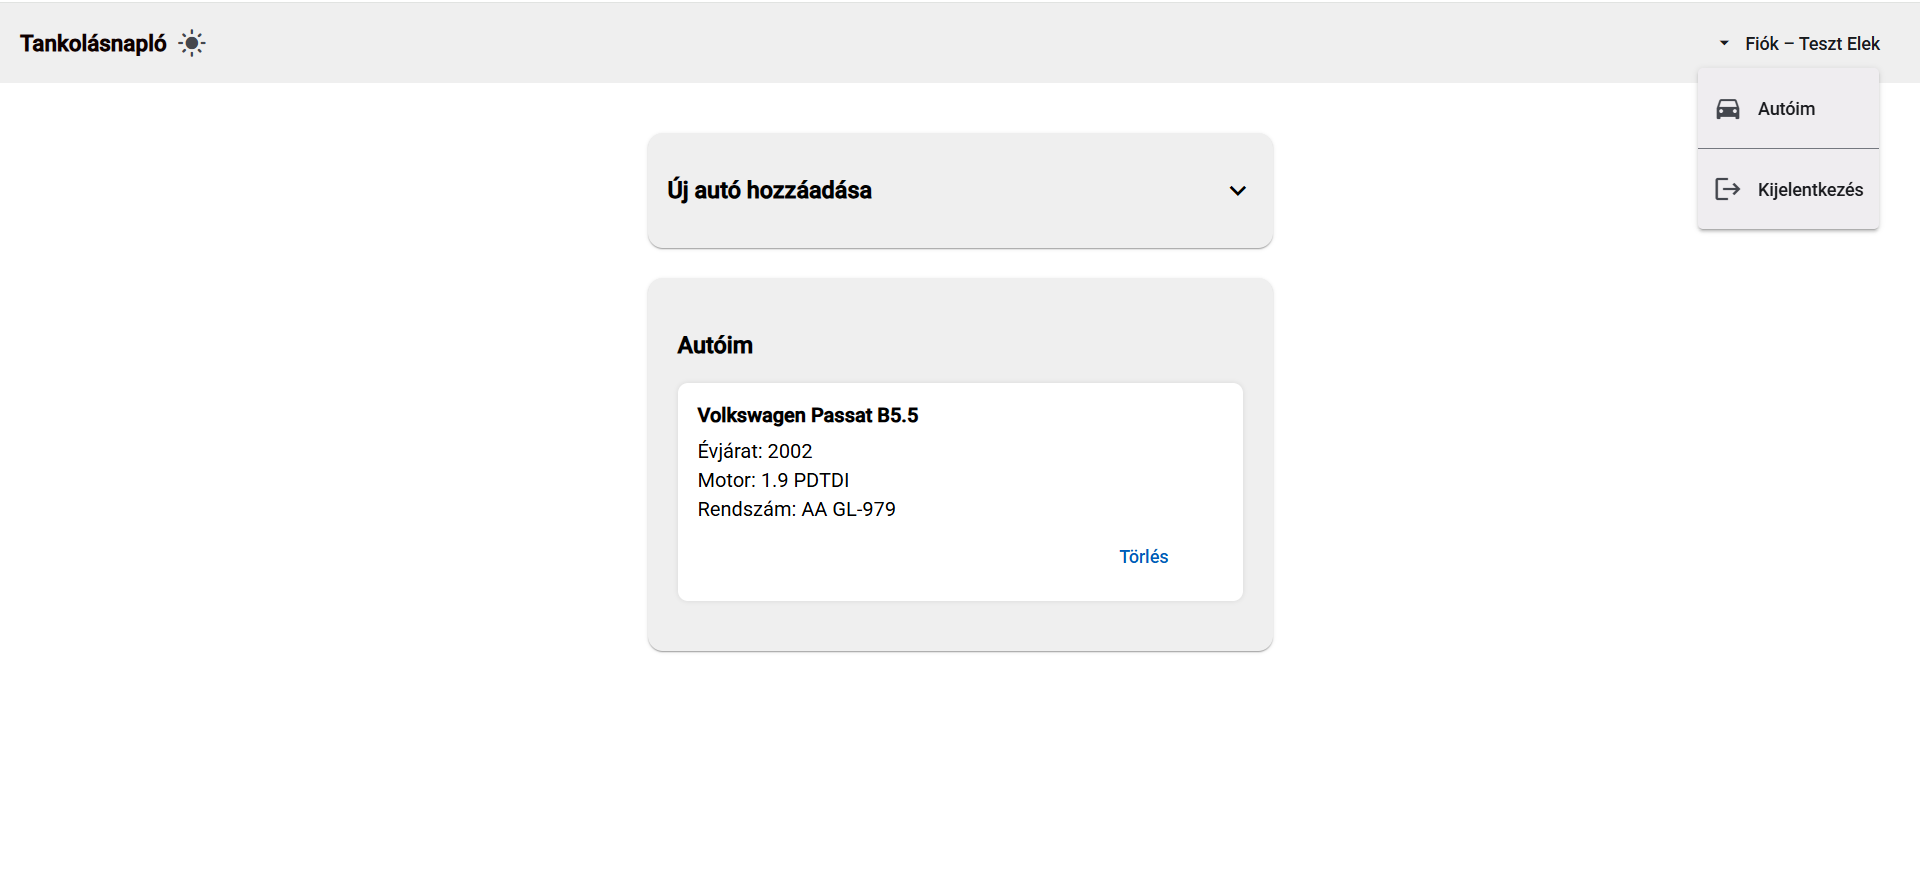 Tankolásnapló
Fiók – Teszt Elek
Autóim
Kijelentkezés
Új autó hozzáadása
Autóim
Volkswagen Passat B5.5
Évjárat: 2002
Motor: 1.9 PDTDI
Rendszám: AA GL-979
Törlés